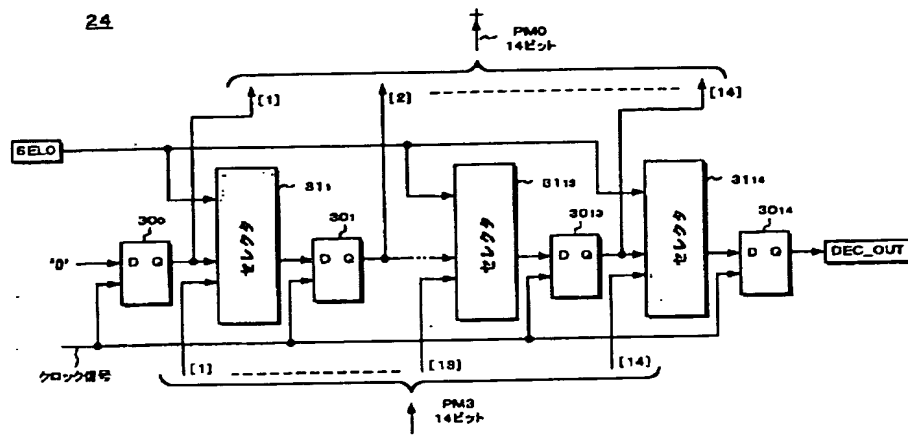 24
PM0
14ビット
[1]
[2]
[14]
SEL0
31₁
31₁₃
31₁₄
30₀
30₁
30₁₃
30₁₄
'0'
D Q
セレクタ
D Q
セレクタ
D Q
セレクタ
D Q
DEC_OUT
クロック信号
[1]
[13]
[14]
PM3
14ビット